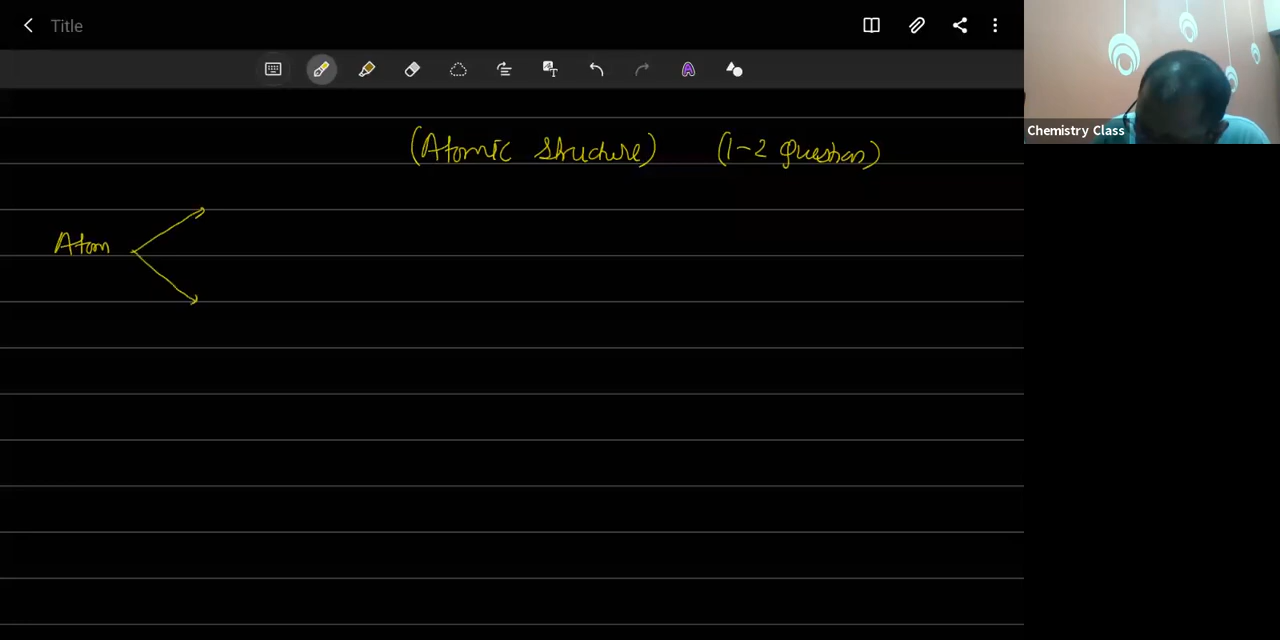 Title
Chemistry Class
(Atomic structure) (1-2 question)
Atom